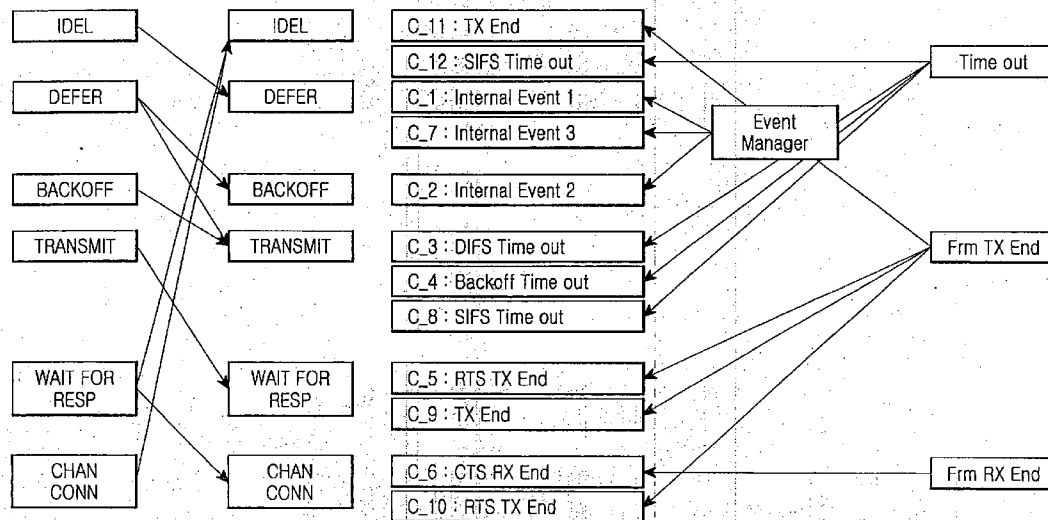 IDEL
DEFER
BACKOFF
TRANSMIT
WAIT FOR
RESP
CHAN
CONN
IDEL
DEFER
BACKOFF
TRANSMIT
WAIT FOR
RESP
CHAN
CONN
C_11 : TX End
C_12 : SIFS Time out
C_1 : Internal Event 1
C_7 : Internal Event 3
C_2 : Internal Event 2
C_3 : DIFS Time out
C_4 : Backoff Time out
C_8 : SIFS Time out
C_5 : RTS TX End
C_9 : TX End
C_6 : CTS RX End
C_10 : RTS TX End
Event
Manager
Time out
Frm TX End
Frm RX End